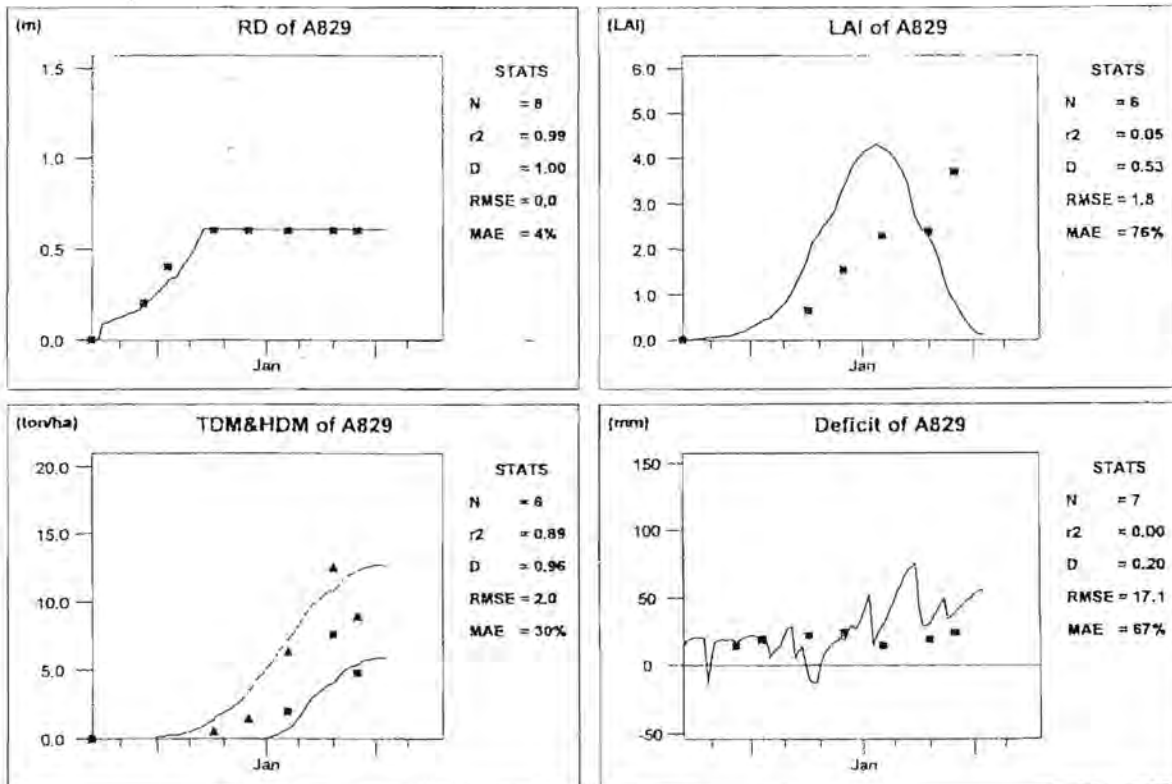 (m) RD of A829
1.5
1.0
0.5
0.0
Jan
STATS
N = 8
r2 = 0.99
D = 1.00
RMSE = 0.0
MAE = 4%
(LAI) LAI of A829
6.0
5.0
4.0
3.0
2.0
1.0
0.0
Jan
STATS
N = 6
r2 = 0.05
D = 0.53
RMSE = 1.8
MAE = 76%
(ton/ha) TDM&HDM of A829
20.0
15.0
10.0
5.0
0.0
Jan
STATS
N = 6
r2 = 0.89
D = 0.96
RMSE = 2.0
MAE = 30%
(mm) Deficit of A829
150
100
50
0
-50
Jan
STATS
N = 7
r2 = 0.00
D = 0.20
RMSE = 17.1
MAE = 67%